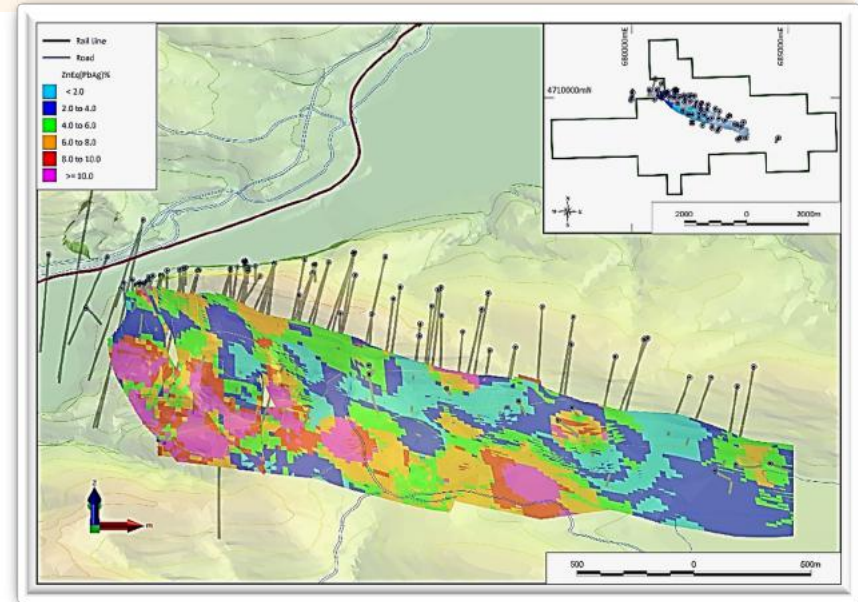 Rail line
Road
ZnEq(PbAg)%
< 2.0
2.0 to 4.0
4.0 to 6.0
6.0 to 8.0
8.0 to 10.0
>= 10.0
680000mE
685000mE
4710000mN
2000 0 2000m
500 0 500m